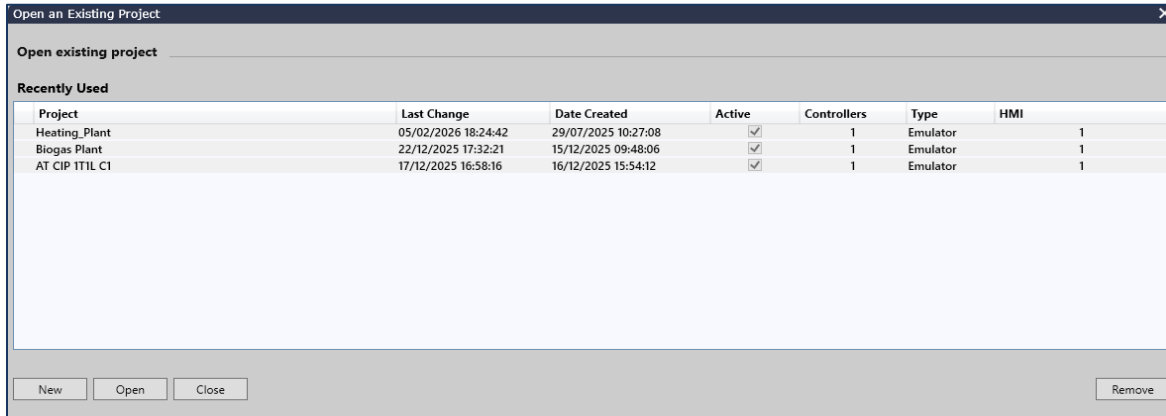 Open an Existing Project
Open existing project
Recently Used
Project Last Change Date Created Active Controllers Type HMI
Heating_Plant 05/02/2026 18:24:42 29/07/2025 10:27:08 1 Emulator 1
Biogas Plant 22/12/2025 17:32:21 15/12/2025 09:48:06 1 Emulator 1
AT CIP 1T1L C1 17/12/2025 16:58:16 16/12/2025 15:54:12 1 Emulator 1
New Open Close Remove